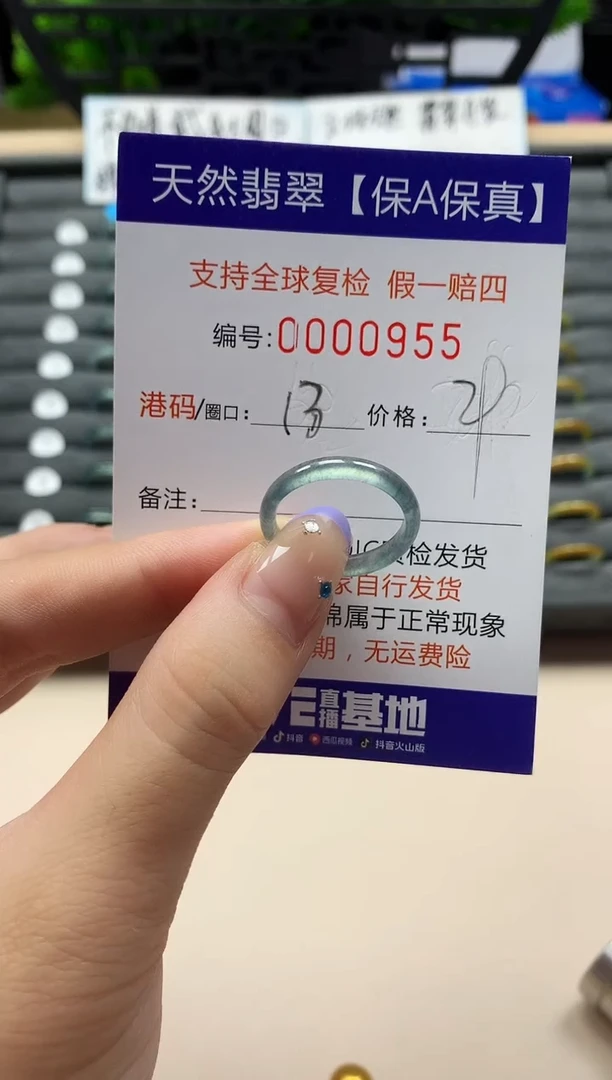 天然翡翠【保A保真】
支持全球复检 假一赔四
编号:0000955
港码/圈口: 13 价格:
备注:
检发货
家自行发货
棉属于正常现象
期，无运费险
直播基地
抖音 西瓜视频 抖音火山版